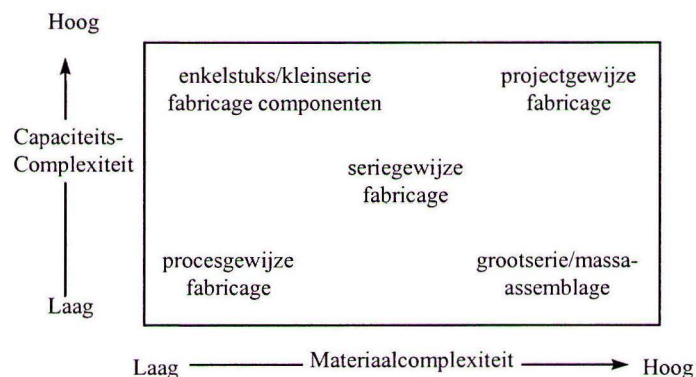 Hoog
enkelstuks/kleinserie
fabricage componenten
projectgewijze
fabricage
Capaciteits-
Complexiteit
seriegewijze
fabricage
procesgewijze
fabricage
grootserie/massa-
assemblage
Laag
Laag Materiaalcomplexiteit Hoog